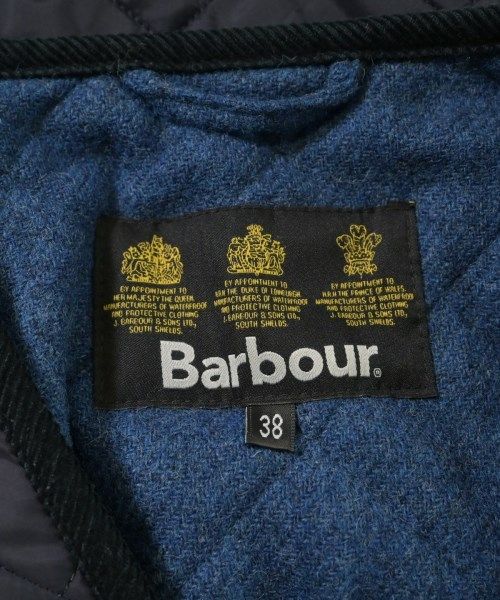 BY APPOINTMENT TO
HER MAJESTY THE QUEEN
MANUFACTURERS OF WATERPROOF
AND PROTECTIVE CLOTHING
J. BARBOUR & SONS LTD,
SOUTH SHIELDS.
BY APPOINTMENT TO
H.R.H THE DUKE OF EDINBURGH
MANUFACTURERS OF WATERPROOF
AND PROTECTIVE CLOTHING
J. BARBOUR & SONS LTD,
SOUTH SHIELDS.
BY APPOINTMENT TO
H.R.H THE PRINCE OF WALES,
MANUFACTURERS OF WATERPROOF
AND PROTECTIVE CLOTHING
J. BARBOUR & SONS LTD,
SOUTH SHIELDS.
Barbour®
38